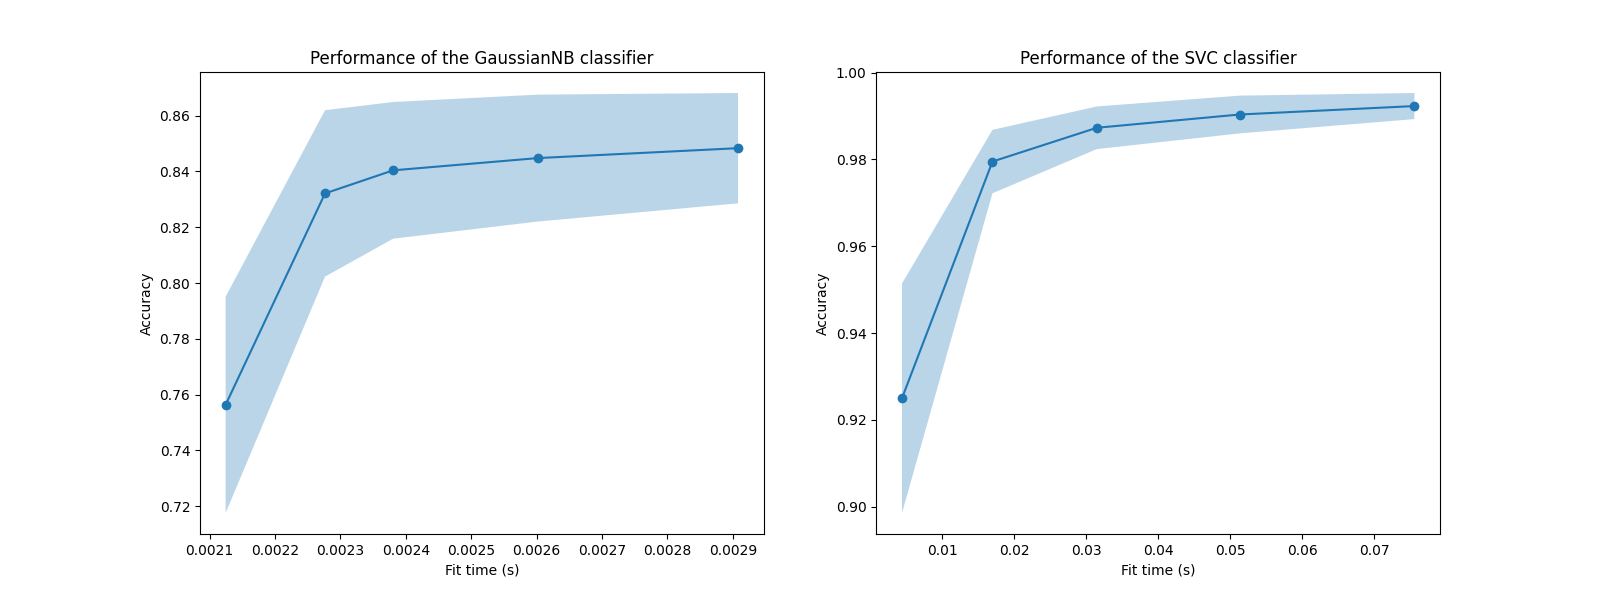 Performance of the GaussianNB classifier
0.86
0.84
0.82
0.80
0.78
0.76
0.74
0.72
Accuracy
0.0021 0.0022 0.0023 0.0024 0.0025 0.0026 0.0027 0.0028 0.0029
Fit time (s)
Performance of the SVC classifier
1.00
0.98
0.96
0.94
0.92
0.90
Accuracy
0.01 0.02 0.03 0.04 0.05 0.06 0.07
Fit time (s)